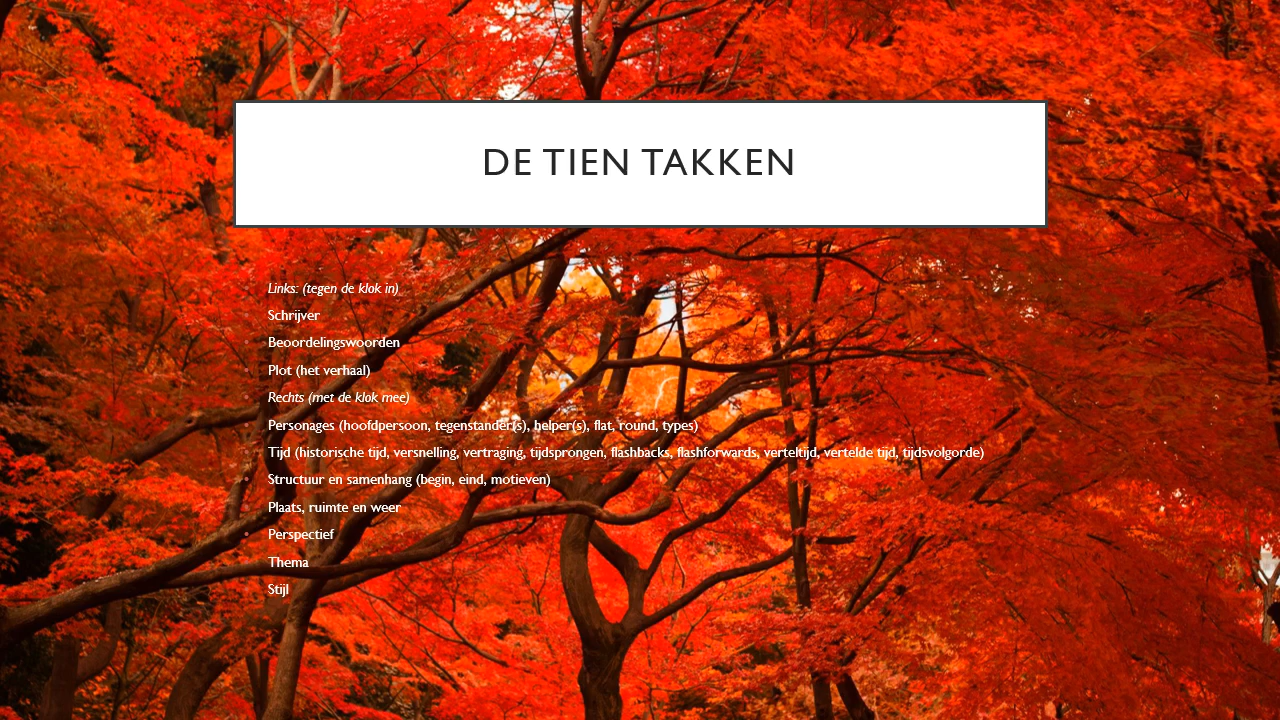 DE TIEN TAKKEN
Links: (tegen de klok in)
Schrijver
Beoordelingswoorden
Plot (het verhaal)
Rechts (met de klok mee)
Personages (hoofdpersoon, tegenstander(s), helper(s), flat, round, types)
Tijd (historische tijd, versnelling, vertraging, tijdsprongen, flashbacks, flashforwards, verteltijd, vertelde tijd, tijdsvolgorde)
Structuur en samenhang (begin, eind, motieven)
Plaats, ruimte en weer
Perspectief
Thema
Stijl